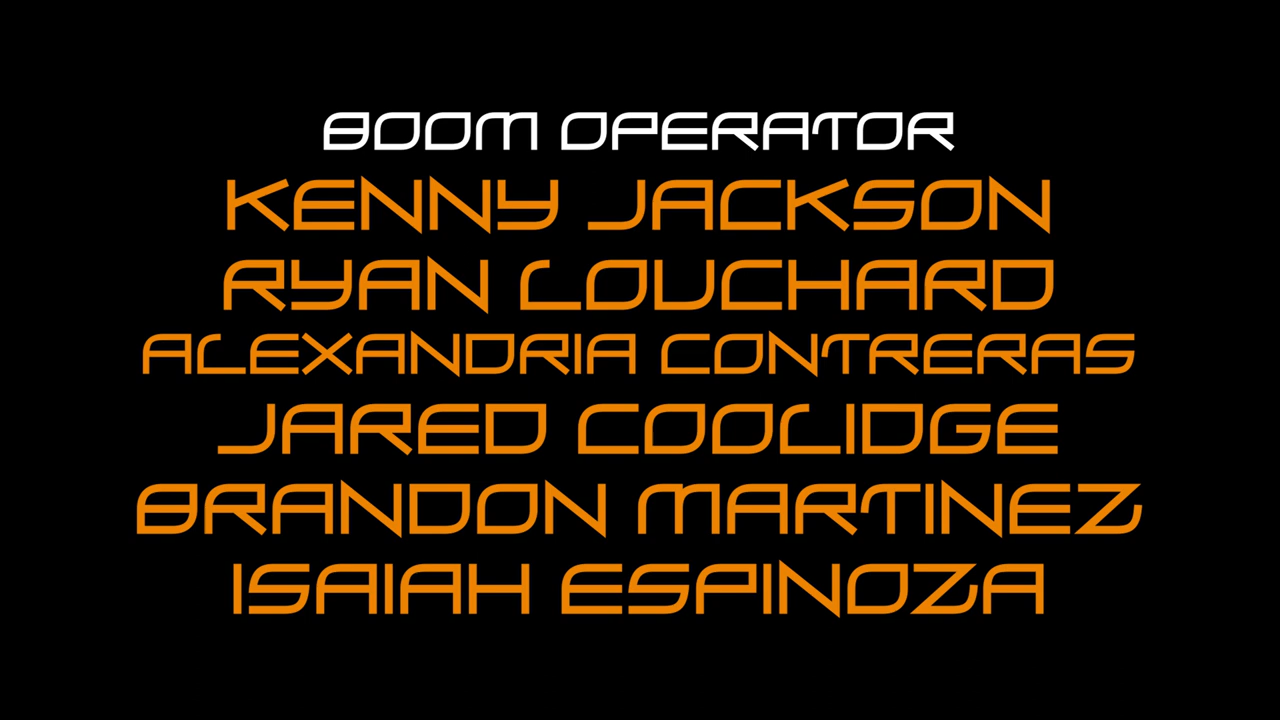 BOOM OPERATOR
KENNY JACKSON
RYAN LOUCHARD
ALEXANDRIA CONTRERAS
JARED COOLIDGE
BRANDON MARTINEZ
ISAIAH ESPINOZA